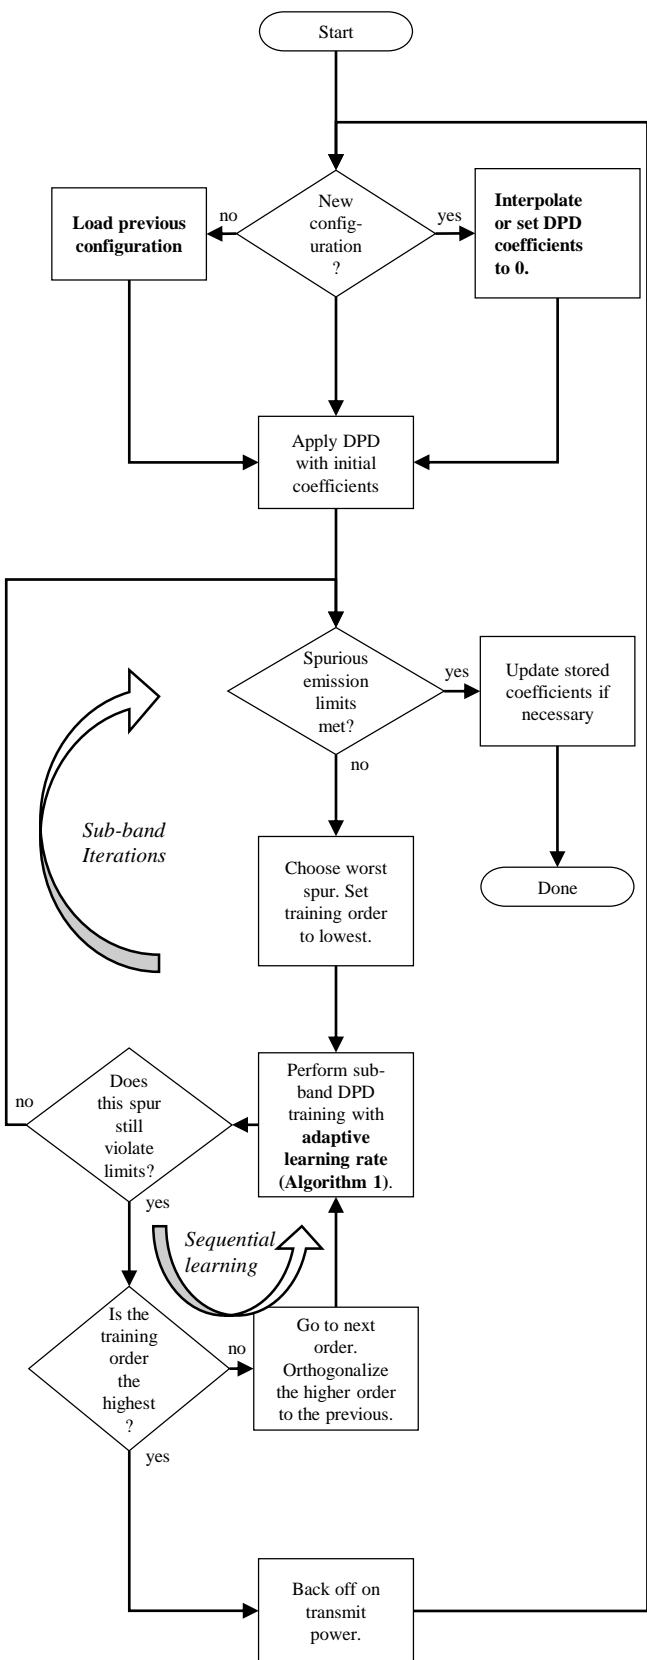 Start
New
config-
uration
?
no
yes
Load previous
configuration
Interpolate
or set DPD
coefficients
to 0.
Apply DPD
with initial
coefficients
Spurious
emission
limits
met?
yes
no
Update stored
coefficients if
necessary
Done
Sub-band
Iterations
Choose worst
spur. Set
training order
to lowest.
Perform sub-
band DPD
training with
adaptive
learning rate
(Algorithm 1).
Does
this spur
still
violate
limits?
no
yes
Sequential
learning
Is the
training
order
the
highest
?
no
yes
Go to next
order.
Orthogonalize
the higher order
to the previous.
Back off on
transmit
power.